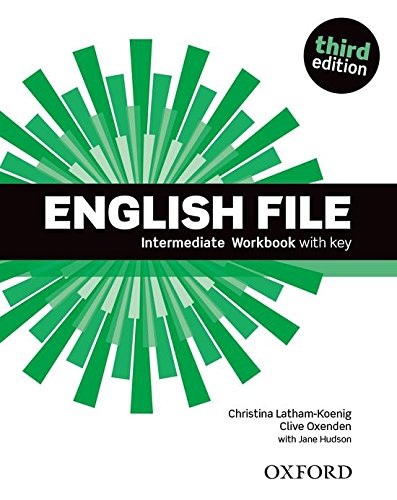 third
edition
ENGLISH FILE
Intermediate Workbook with key
Christina Latham-Koenig
Clive Oxenden
with Jane Hudson
OXFORD